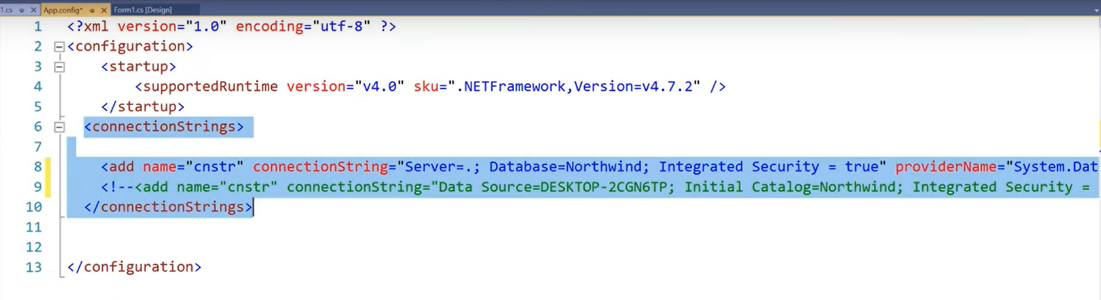 1.cs App.config* Form1.cs [Design]
1 <?xml version="1.0" encoding="utf-8" ?>
2 <configuration>
3 <startup>
4 <supportedRuntime version="v4.0" sku=".NETFramework,Version=v4.7.2" />
5 </startup>
6 <connectionStrings>
7
8 <add name="cnstr" connectionString="Server=.; Database=Northwind; Integrated Security = true" providerName="System.Dat
9 <!--<add name="cnstr" connectionString="Data Source=DESKTOP-2CGN6TP; Initial Catalog=Northwind; Integrated Security =
10 </connectionStrings>
11
12
13 </configuration>